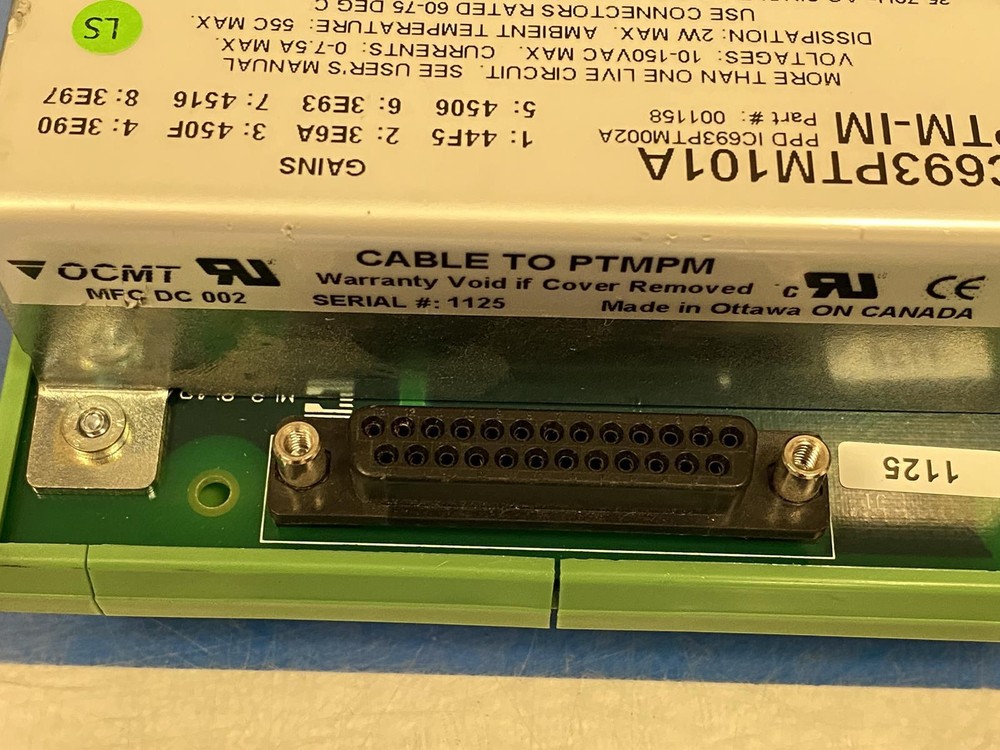 IC693PTM101A
PTM-IM
PPD IC693PTM002A
Part #: 001158
GAINS
1: 44F5 2: 3E6A 3: 450F 4: 3E90
5: 4506 6: 3E93 7: 4516 8: 3E97
MORE THAN ONE LIVE CIRCUIT. SEE USER'S MANUAL
VOLTAGES: 10-150VAC MAX. CURRENTS: 0-7.5A MAX.
DISSIPATION: 2W MAX. AMBIENT TEMPERATURE: 55C MAX.
USE CONNECTORS RATED 60-75 DEG C
LS
OCMT
MFG DC 002
CABLE TO PTMPM
Warranty Void if Cover Removed
SERIAL #: 1125
Made in Ottawa ON CANADA
c
CE
1125